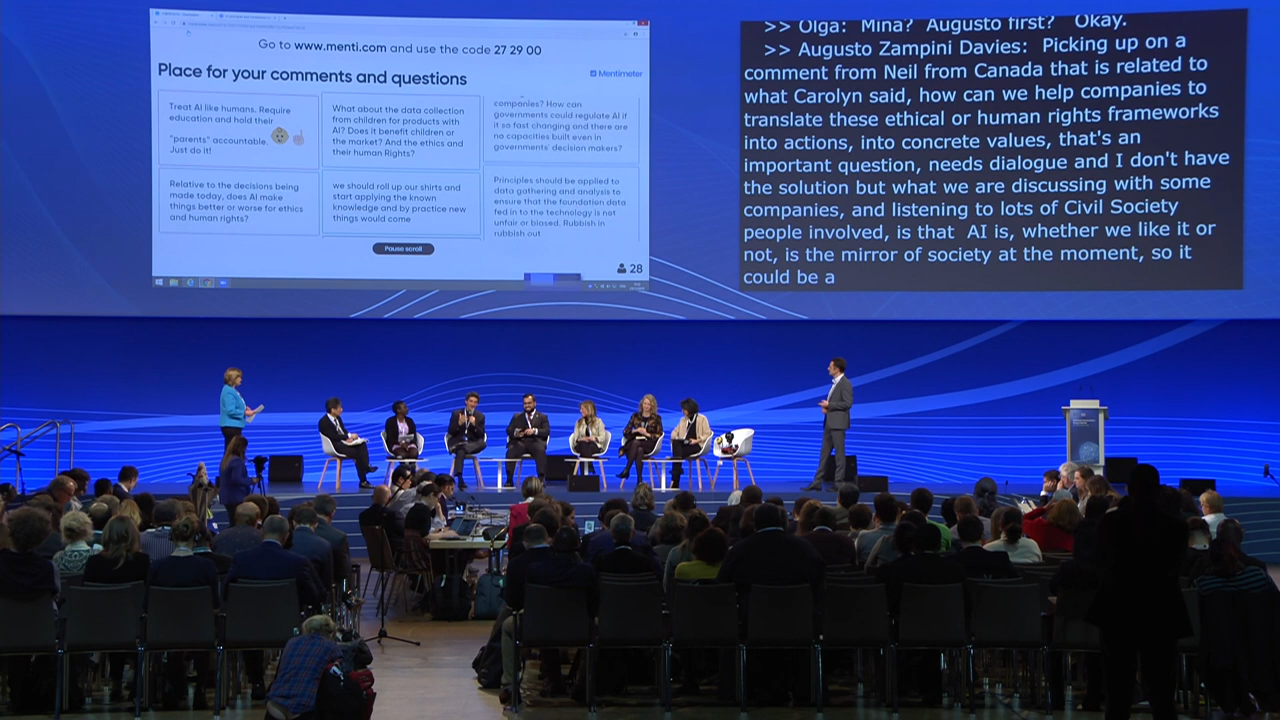 Go to www.menti.com and use the code 27 29 00
Place for your comments and questions
Mentimeter
Treat AI like humans. Require
education and hold their
"parents" accountable.
Just do it!
What about the data collection
from children for products with
AI? Does it benefit children or
the market? And the ethics and
their human Rights?
companies? How can
governments could regulate AI if
it so fast changing and there are
no capacities built even in
governments' decision makers?
Relative to the decisions being
made today, does AI make
things better or worse for ethics
and human rights?
we should roll up our shirts and
start applying the known
knowledge and by practice new
things would come
Principles should be applied to
data gathering and analysis to
ensure that the foundation data
fed in to the technology is not
unfair or biased. Rubbish in
rubbish out
Pause scroll
28
>> Olga: Mina? Augusto first? Okay.
>> Augusto Zampini Davies: Picking up on a
comment from Neil from Canada that is related to
what Carolyn said, how can we help companies to
translate these ethical or human rights frameworks
into actions, into concrete values, that's an
important question, needs dialogue and I don't have
the solution but what we are discussing with some
companies, and listening to lots of Civil Society
people involved, is that AI is, whether we like it or
not, is the mirror of society at the moment, so it
could be a